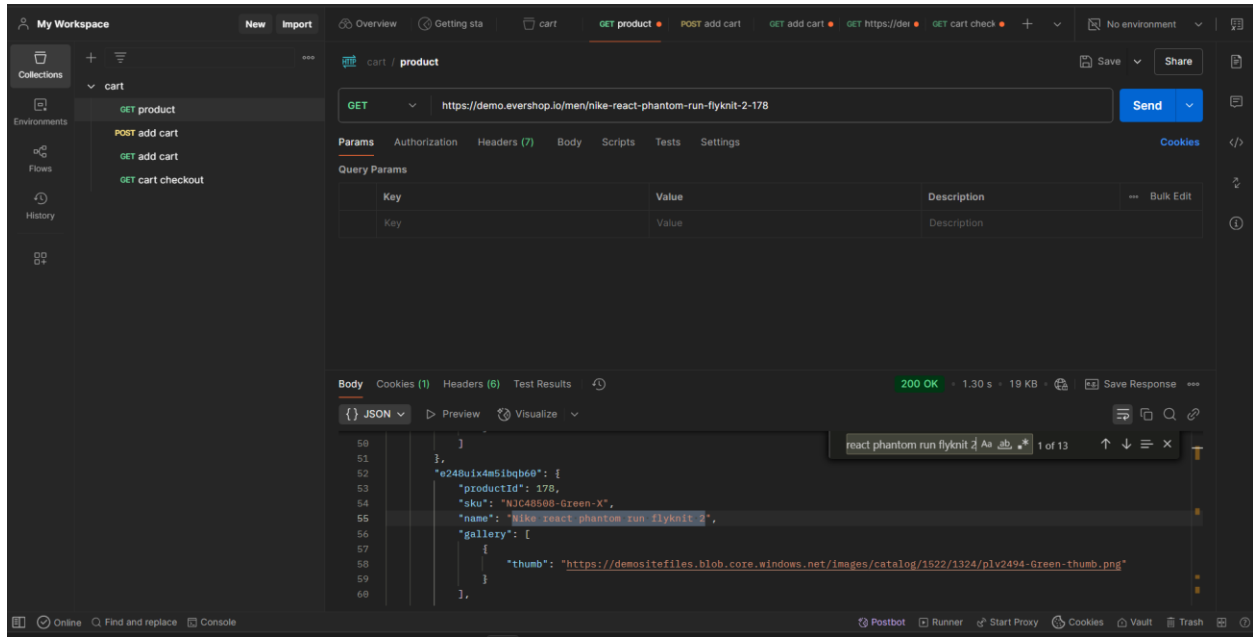 My Workspace New Import Overview Getting sta cart GET product POST add cart GET add cart GET https://der GET cart check No environment
Collections
cart
cart / product Save Share
GET product
GET https://demo.evershop.io/men/nike-react-phantom-run-flyknit-2-178 Send
Environments
POST add cart
Params Authorization Headers (7) Body Scripts Tests Settings Cookies
GET add cart
Flows
Query Params
GET cart checkout
Key Value Description Bulk Edit
History
Key Value Description
Body Cookies (1) Headers (6) Test Results 200 OK 1.30 s 19 KB e.g. Save Response
{} JSON Preview Visualize
react phantom run flyknit 2 Aa ab .* 1 of 13
50 ]
51 },
52 "e248uix4m5ibqb60": {
53 "productId": 178,
54 "sku": "NJC48508-Green-X",
55 "name": "Nike react phantom run flyknit 2",
56 "gallery": [
57 {
58 "thumb": "https://demositefiles.blob.core.windows.net/images/catalog/1522/1324/plv2494-Green-thumb.png"
59 }
60 ],
Online Find and replace Console Postbot Runner Start Proxy Cookies Vault Trash